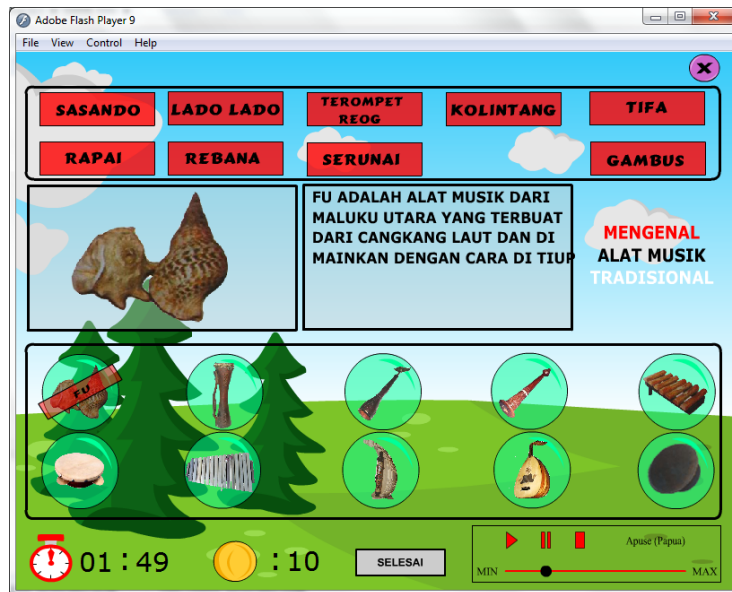 Adobe Flash Player 9
File View Control Help
X
SASANDO
LADO LADO
TEROMPET
REOG
KOLINTANG
TIFA
RAPAI
REBANA
SERUNAI
GAMBUS
FU ADALAH ALAT MUSIK DARI
MALUKU UTARA YANG TERBUAT
DARI CANGKANG LAUT DAN DI
MAINKAN DENGAN CARA DI TIUP
MENGENAL
ALAT MUSIK
TRADISIONAL
FU
01 : 49
: 10
SELESAI
Apuse (Papua)
MIN
MAX